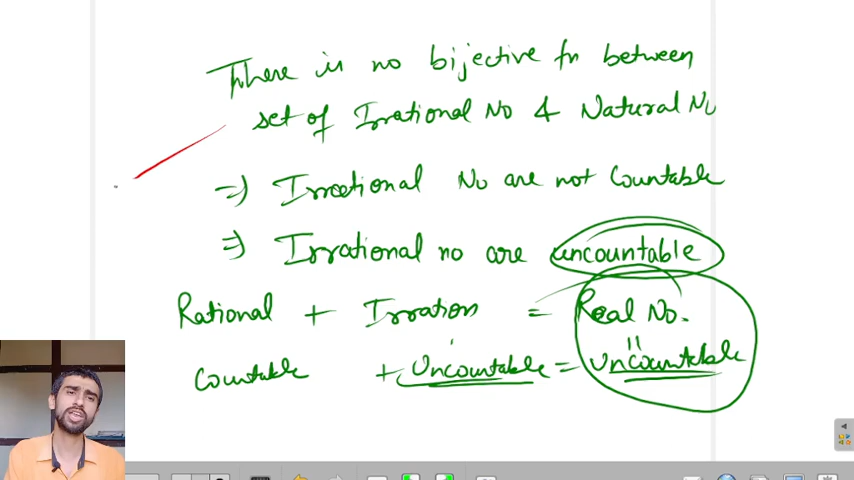 There is no bijective fn between
set of Irrational No & Natural No
=> Irrational No are not Countable
=> Irrational no are uncountable
Rational + Irration = Real No.
Countable + Uncountable = Uncountable